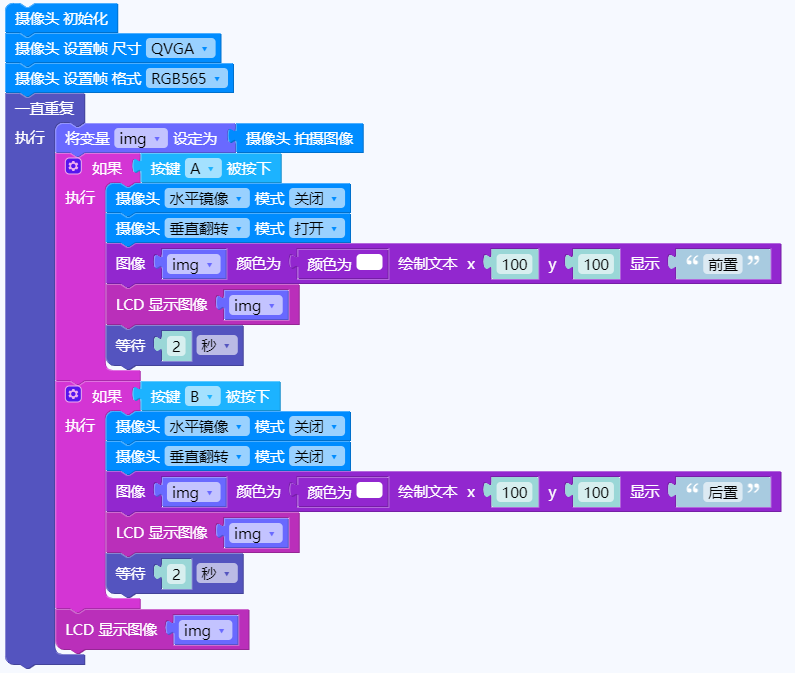 摄像头 初始化
摄像头 设置帧 尺寸 QVGA
摄像头 设置帧 格式 RGB565
一直重复
执行 将变量 img 设定为 摄像头 拍摄图像
如果 按键 A 被按下
执行 摄像头 水平镜像 模式 关闭
摄像头 垂直翻转 模式 打开
图像 img 颜色为 颜色为 绘制文本 x 100 y 100 显示 “ 前置 ”
LCD 显示图像 img
等待 2 秒
如果 按键 B 被按下
执行 摄像头 水平镜像 模式 关闭
摄像头 垂直翻转 模式 关闭
图像 img 颜色为 颜色为 绘制文本 x 100 y 100 显示 “ 后置 ”
LCD 显示图像 img
等待 2 秒
LCD 显示图像 img